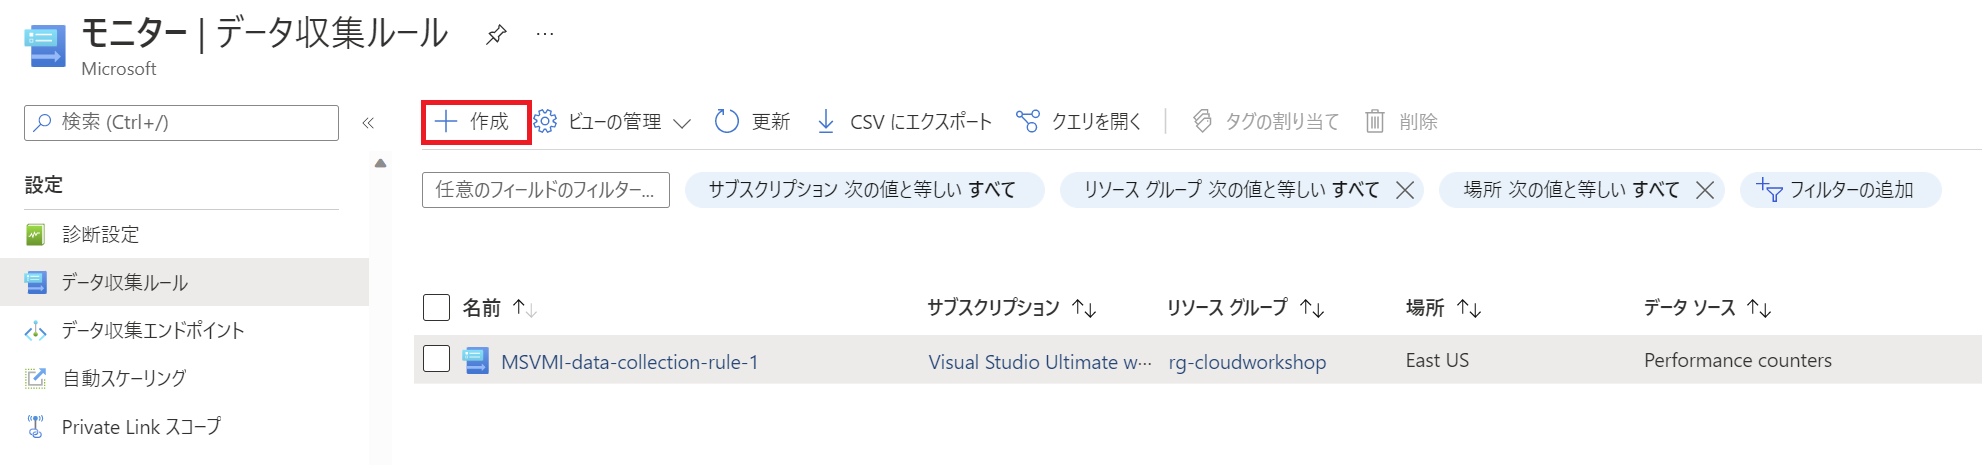 モニター | データ収集ルール ···
Microsoft
検索 (Ctrl+/) «
作成 ビューの管理 更新 CSV にエクスポート クエリを開く タグの割り当て 削除
設定
任意のフィールドのフィルター... サブスクリプション 次の値と等しい すべて リソース グループ 次の値と等しい すべて 場所 次の値と等しい すべて フィルターの追加
診断設定
データ収集ルール
データ収集エンドポイント
自動スケーリング
Private Link スコープ
名前 サブスクリプション リソース グループ 場所 データ ソース
MSVMI-data-collection-rule-1 Visual Studio Ultimate w··· rg-cloudworkshop East US Performance counters